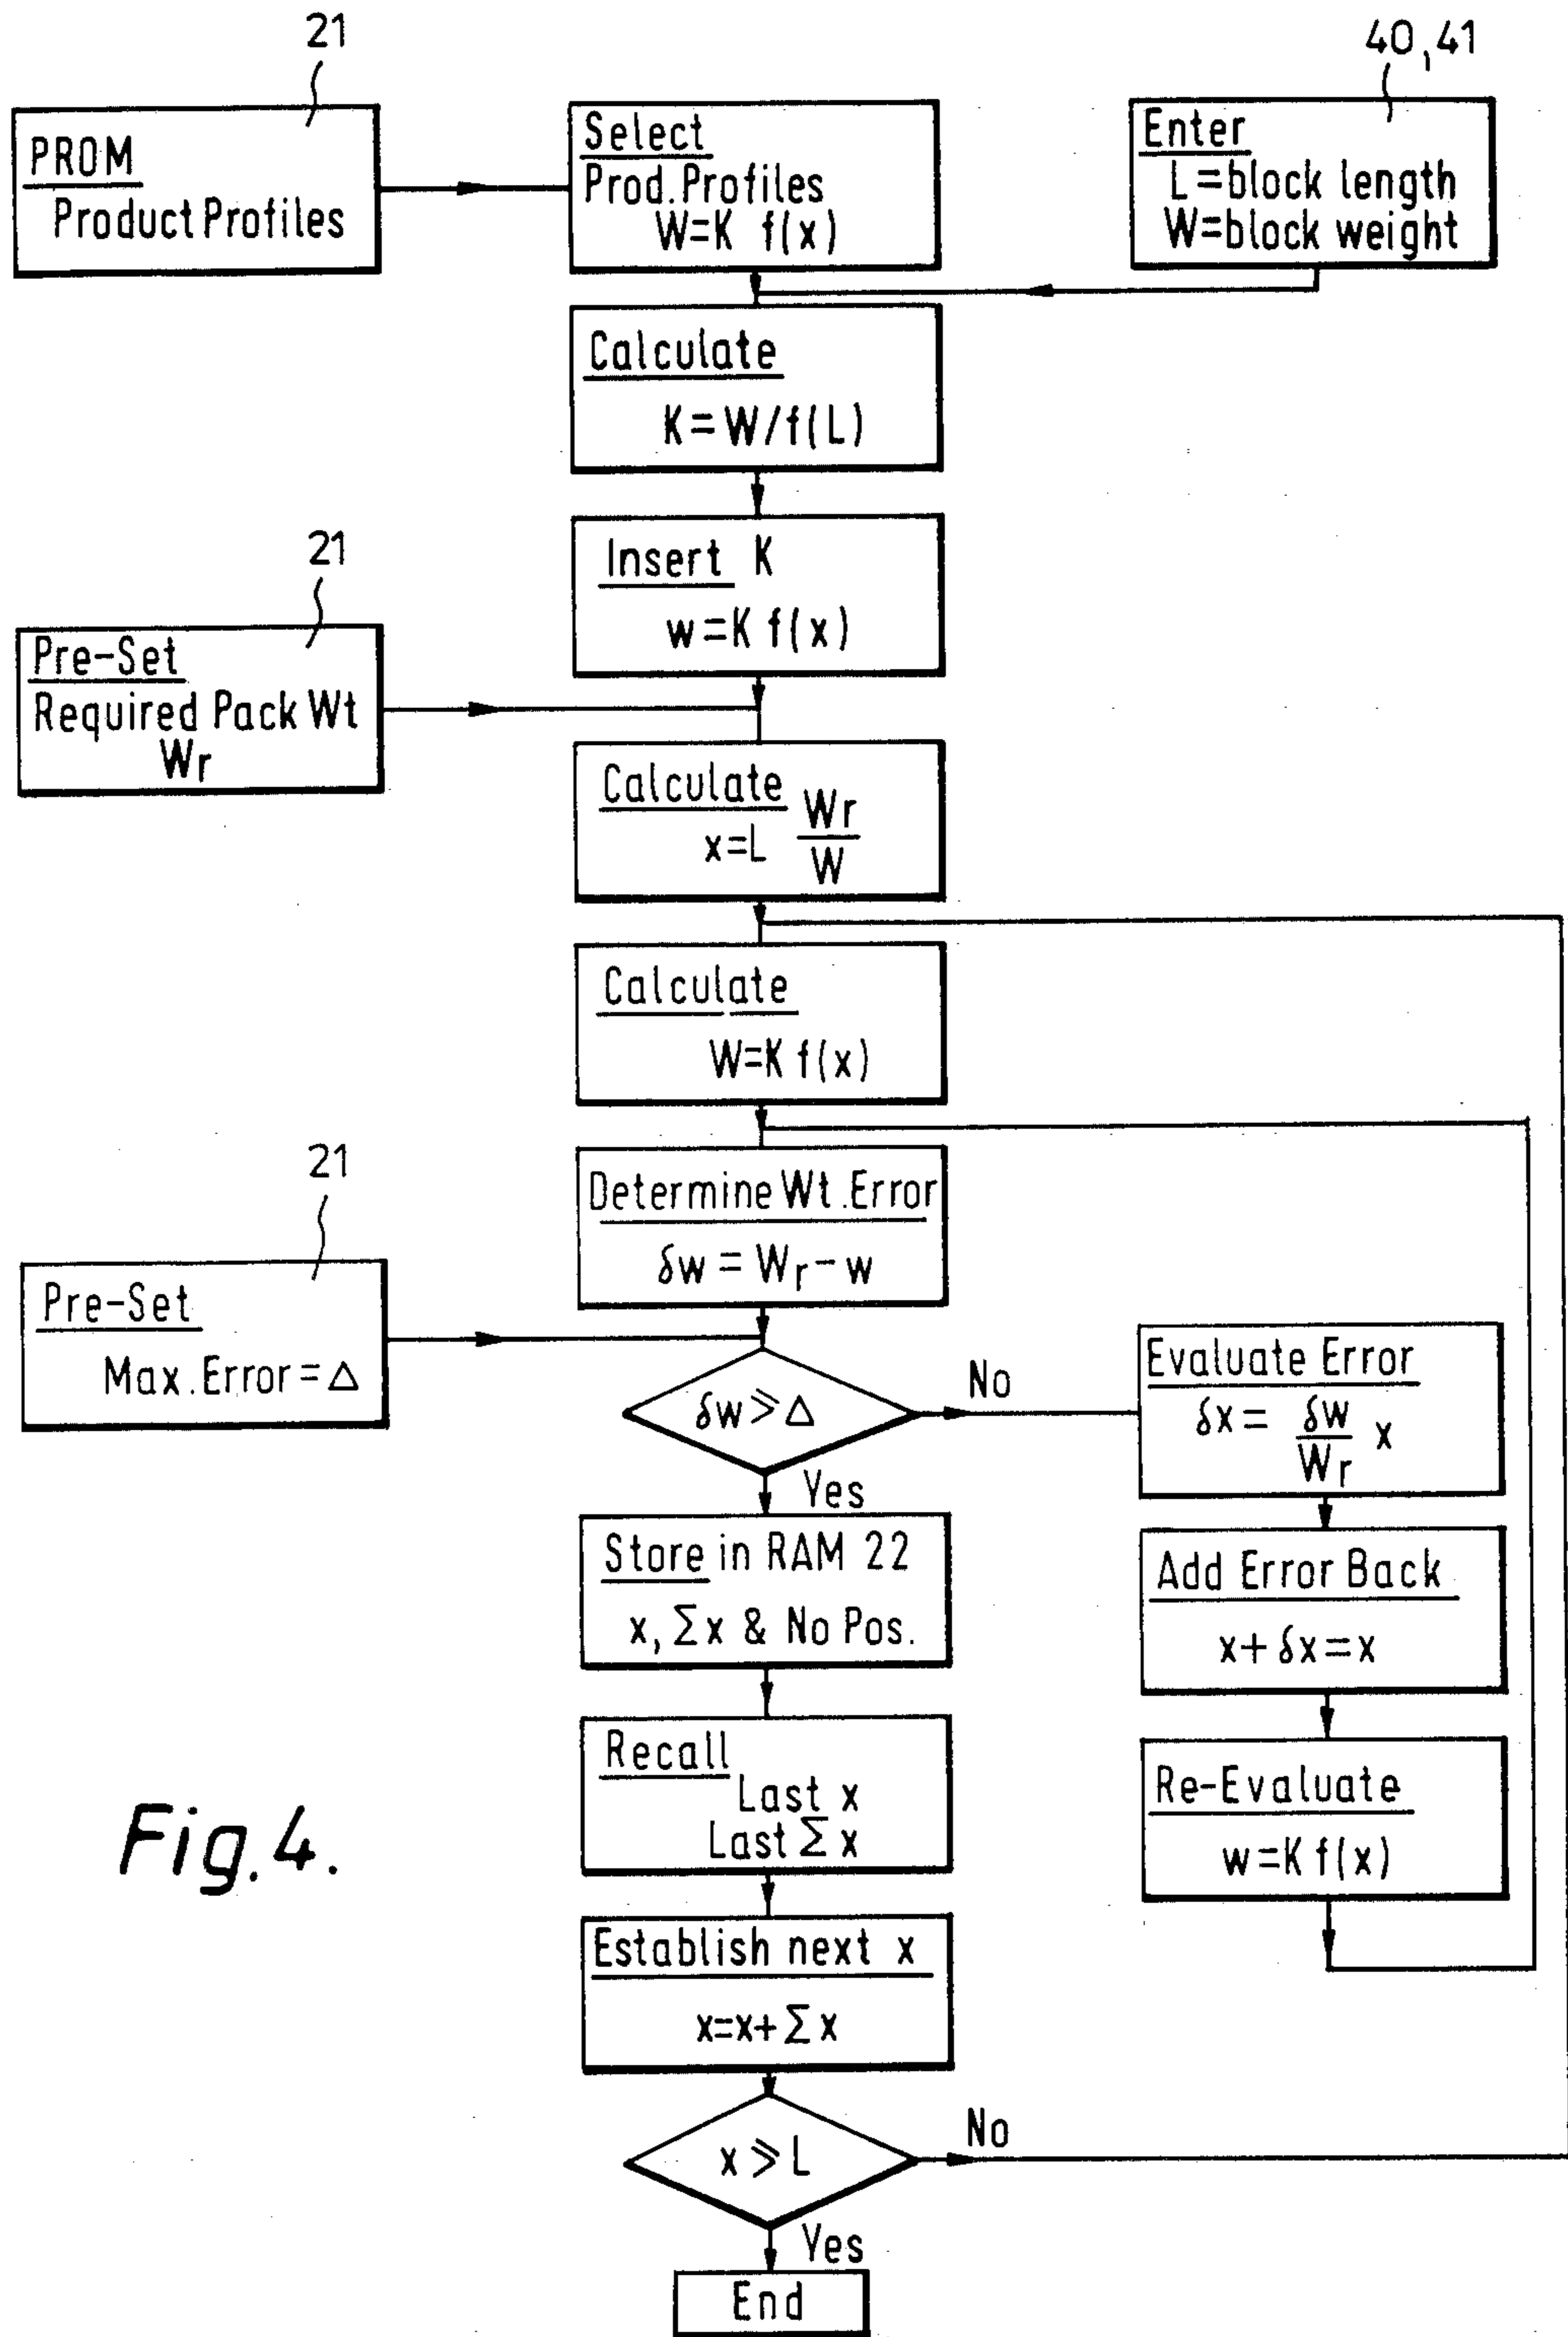 21
PROM
Product Profiles
Select
Prod. Profiles
W=K f(x)
40,41
Enter
L=block length
W=block weight
Calculate
K=W/f(L)
Insert K
w=K f(x)
21
Pre-Set
Required Pack Wt
Wr
Calculate
x=L Wr/W
Calculate
W=K f(x)
Determine Wt. Error
δw = Wr-w
21
Pre-Set
Max. Error = Δ
δw ⩾ Δ
No
Yes
Evaluate Error
δx = δw/Wr x
Add Error Back
x+ δx=x
Re-Evaluate
w=K f(x)
Store in RAM 22
x, Σx & No Pos.
Recall
Last x
Last Σ x
Establish next x
x=x+ Σ x
x ⩾ L
No
Yes
End
Fig.4.